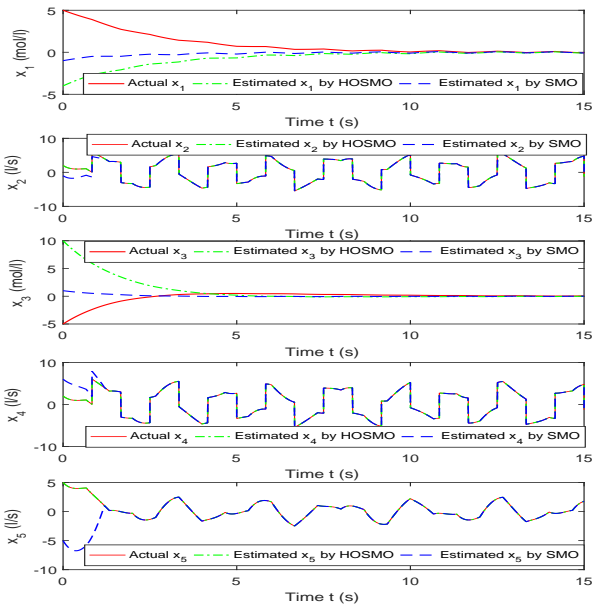 5
0
-5
x1 (mol/l)
Actual x1 Estimated x1 by HOSMO Estimated x1 by SMO
0 5 10 15
Time t (s)
10
0
-10
x2 (l/s)
Actual x2 Estimated x2 by HOSMO Estimated x2 by SMO
0 5 10 15
Time t (s)
10
5
0
-5
x3 (mol/l)
Actual x3 Estimated x3 by HOSMO Estimated x3 by SMO
0 5 10 15
Time t (s)
10
0
-10
x4 (l/s)
Actual x4 Estimated x4 by HOSMO Estimated x4 by SMO
0 5 10 15
Time t (s)
5
0
-5
-10
x5 (l/s)
Actual x5 Estimated x5 by HOSMO Estimated x5 by SMO
0 5 10 15
Time t (s)